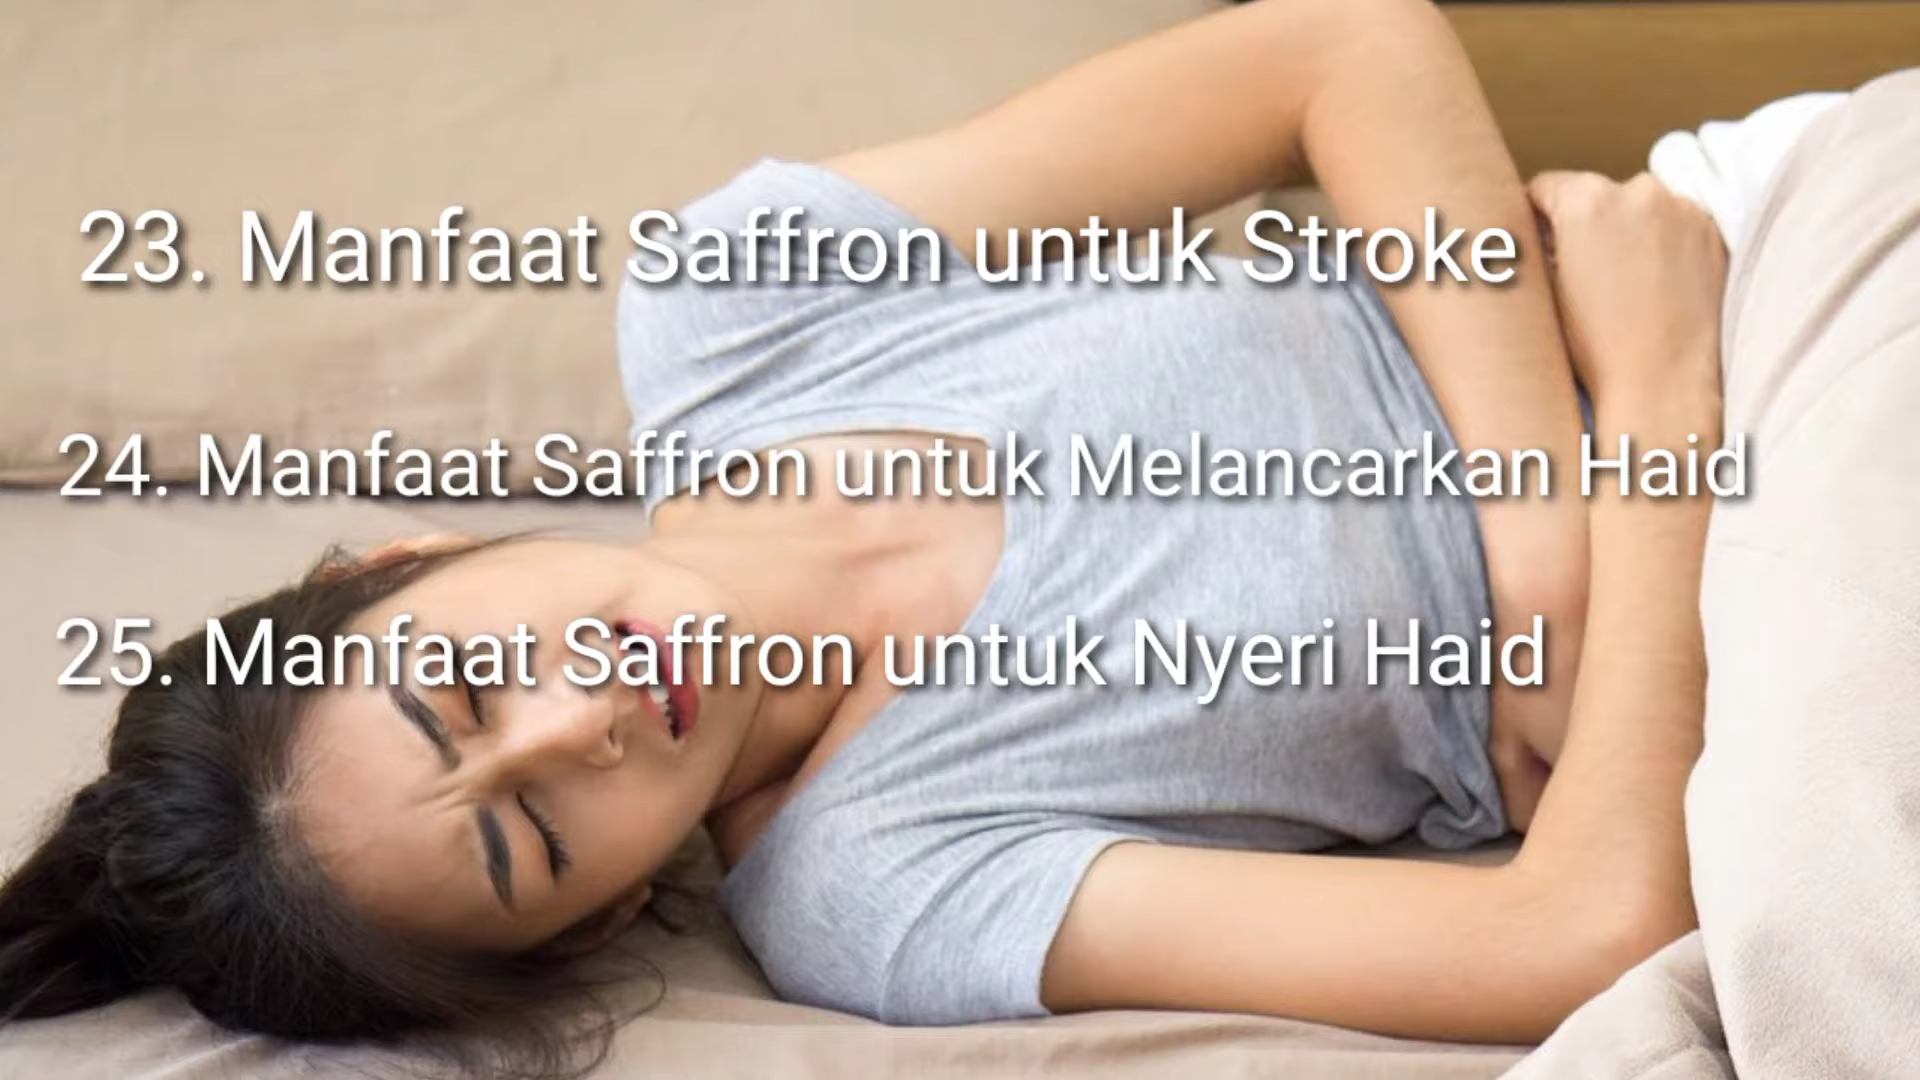 23. Manfaat Saffron untuk Stroke
24. Manfaat Saffron untuk Melancarkan Haid
25. Manfaat Saffron untuk Nyeri Haid